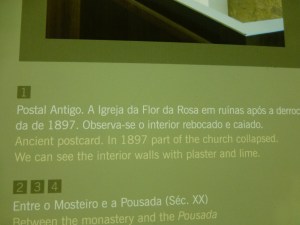 1
Postal Antigo. A Igreja da Flor da Rosa em ruínas após a derroc
da de 1897. Observa-se o interior rebocado e caiado.
Ancient postcard. In 1897 part of the church collapsed.
We can see the interior walls with plaster and lime.
2 3 4
Entre o Mosteiro e a Pousada (Séc. XX)
Between the monastery and the Pousada